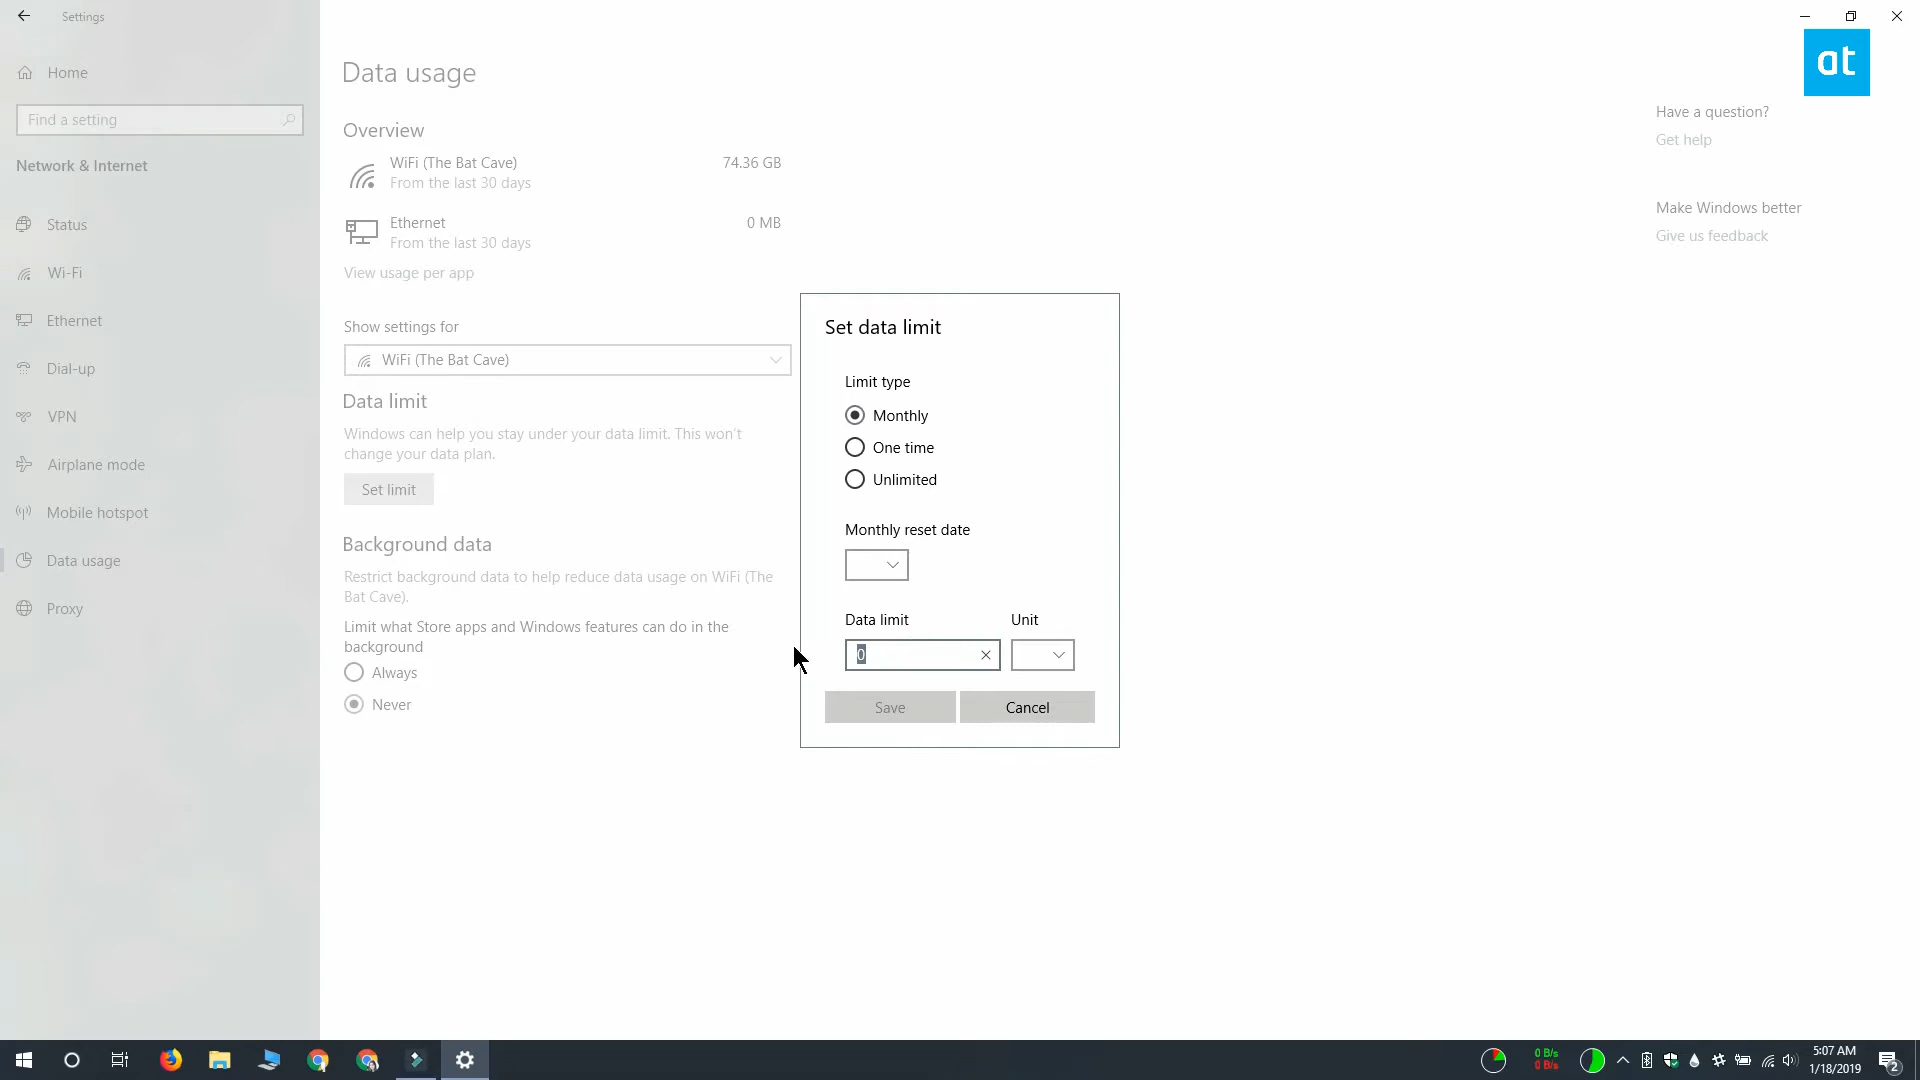 Settings
Home
Find a setting
Network & Internet
Status
Wi-Fi
Ethernet
Dial-up
VPN
Airplane mode
Mobile hotspot
Data usage
Proxy
Data usage
Overview
WiFi (The Bat Cave) 74.36 GB
From the last 30 days
Ethernet 0 MB
From the last 30 days
View usage per app
Show settings for
WiFi (The Bat Cave)
Data limit
Windows can help you stay under your data limit. This won't
change your data plan.
Set limit
Background data
Restrict background data to help reduce data usage on WiFi (The
Bat Cave).
Limit what Store apps and Windows features can do in the
background
Always
Never
Set data limit
Limit type
Monthly
One time
Unlimited
Monthly reset date
Data limit Unit
0
Save Cancel
at
Have a question?
Get help
Make Windows better
Give us feedback
0 B/s
0 B/s
5:07 AM
1/18/2019
2